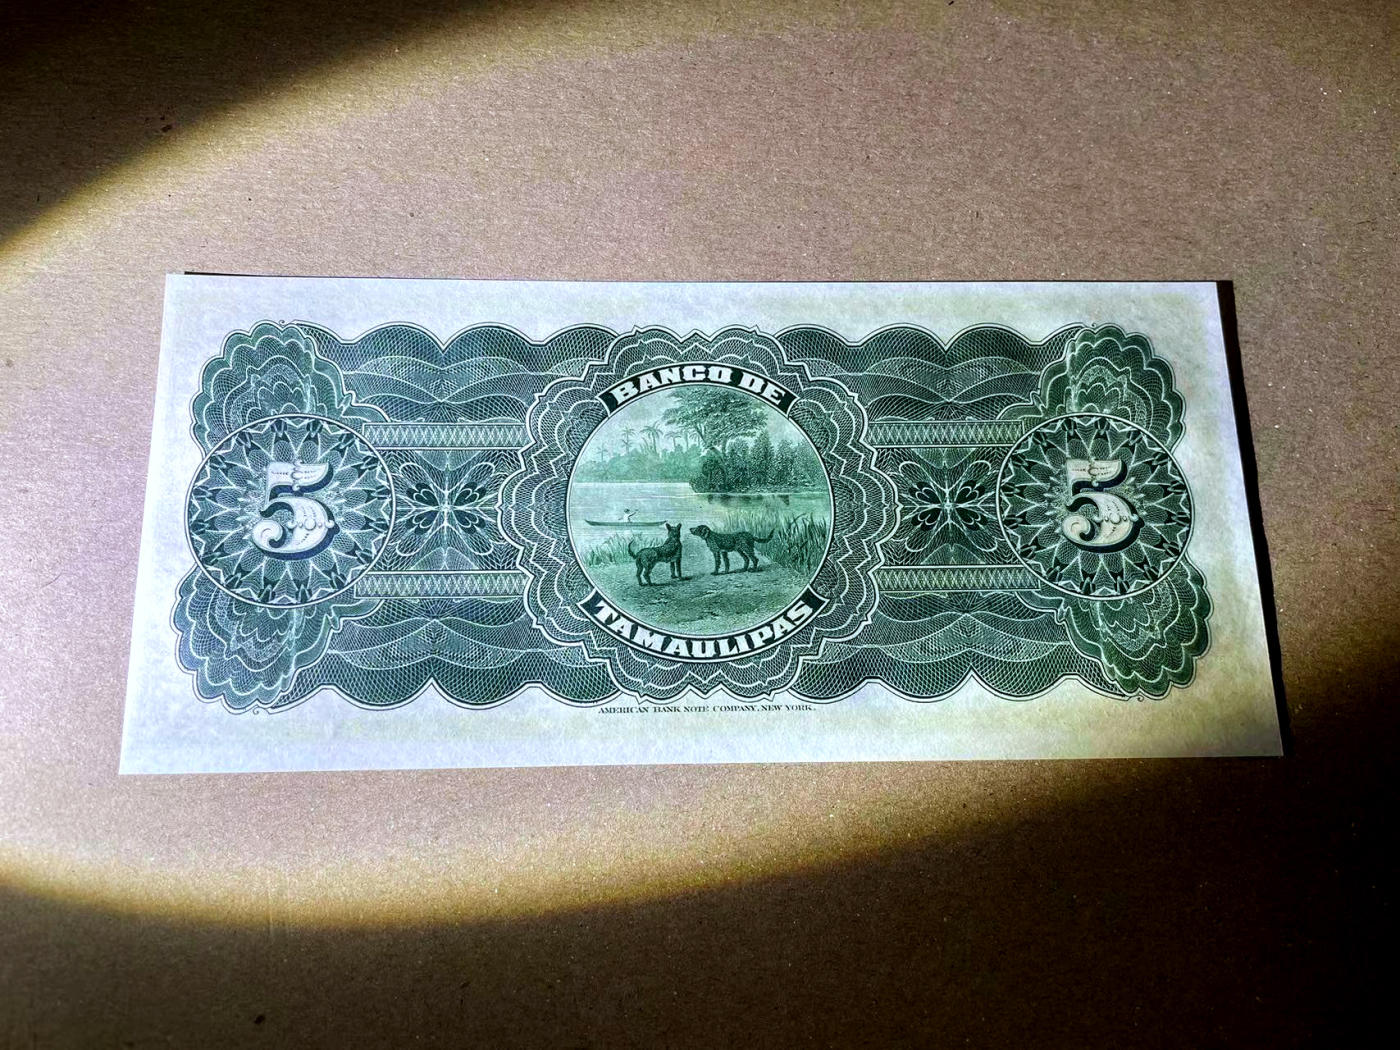 BANCO DE
5
5
TAMAULIPAS
AMERICAN BANK NOTE COMPANY, NEW YORK.